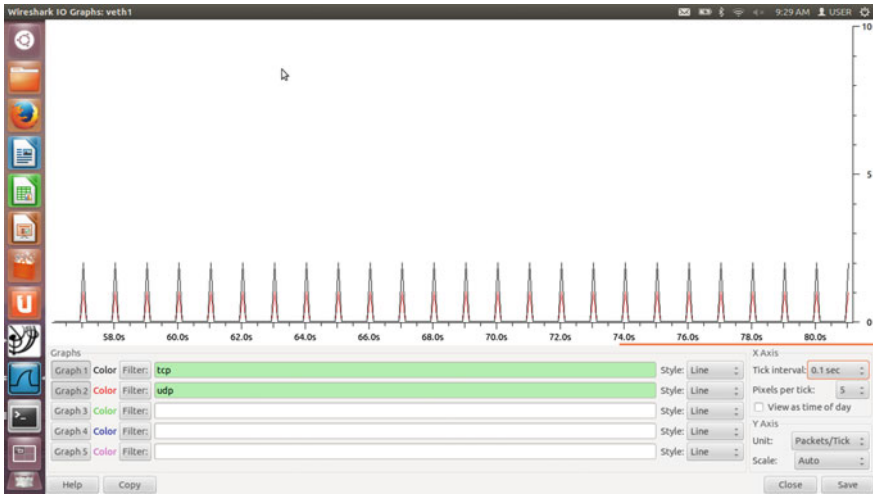 Wireshark IO Graphs: veth1 9:29 AM USER
10
5
0
58.0s 60.0s 62.0s 64.0s 66.0s 68.0s 70.0s 72.0s 74.0s 76.0s 78.0s 80.0s
Graphs X Axis
Graph 1 Color Filter: tcp Style: Line Tick interval: 0.1 sec
Graph 2 Color Filter: udp Style: Line Pixels per tick: 5
Graph 3 Color Filter: Style: Line View as time of day
Graph 4 Color Filter: Style: Line Y Axis
Unit: Packets/Tick
Graph 5 Color Filter: Style: Line
Scale: Auto
Help Copy Close Save